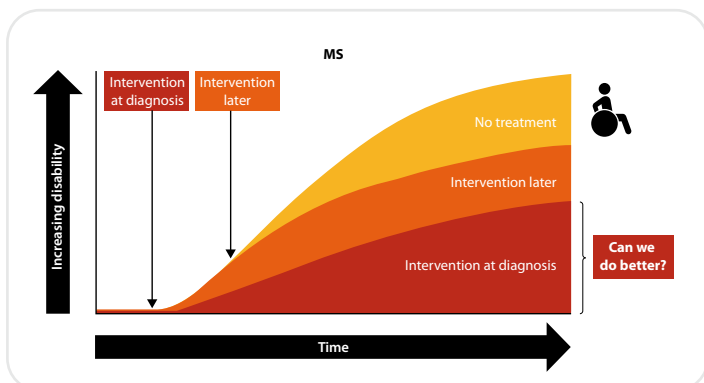 MS
Intervention
at diagnosis
Intervention
later
Increasing disability
No treatment
Intervention later
Intervention at diagnosis
Can we
do better?
Time